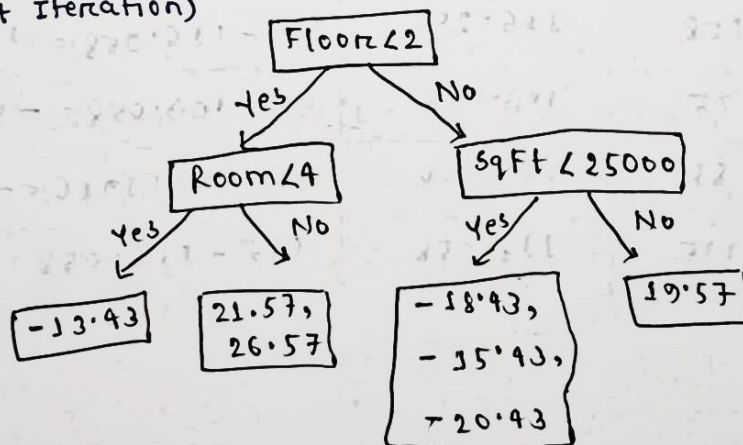 t Iteration)
Floor<2
Yes
No
Room<4
SqFt < 25000
Yes
No
Yes
No
-13.43
21.57,
26.57
-18.43,
-15.43,
-20.43
19.57